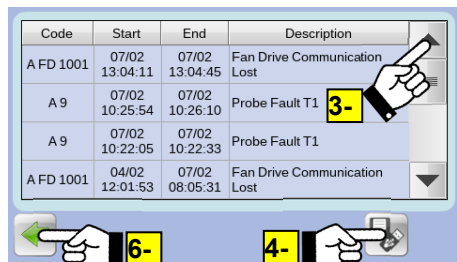 Code Start End Description
A FD 1001 07/02 13:04:11 07/02 13:04:45 Fan Drive Communication Lost
A 9 07/02 10:25:54 07/02 10:26:10 Probe Fault T1
3-
A 9 07/02 10:22:05 07/02 10:22:33 Probe Fault T1
A FD 1001 04/02 12:01:53 07/02 08:05:31 Fan Drive Communication Lost
6-
4-